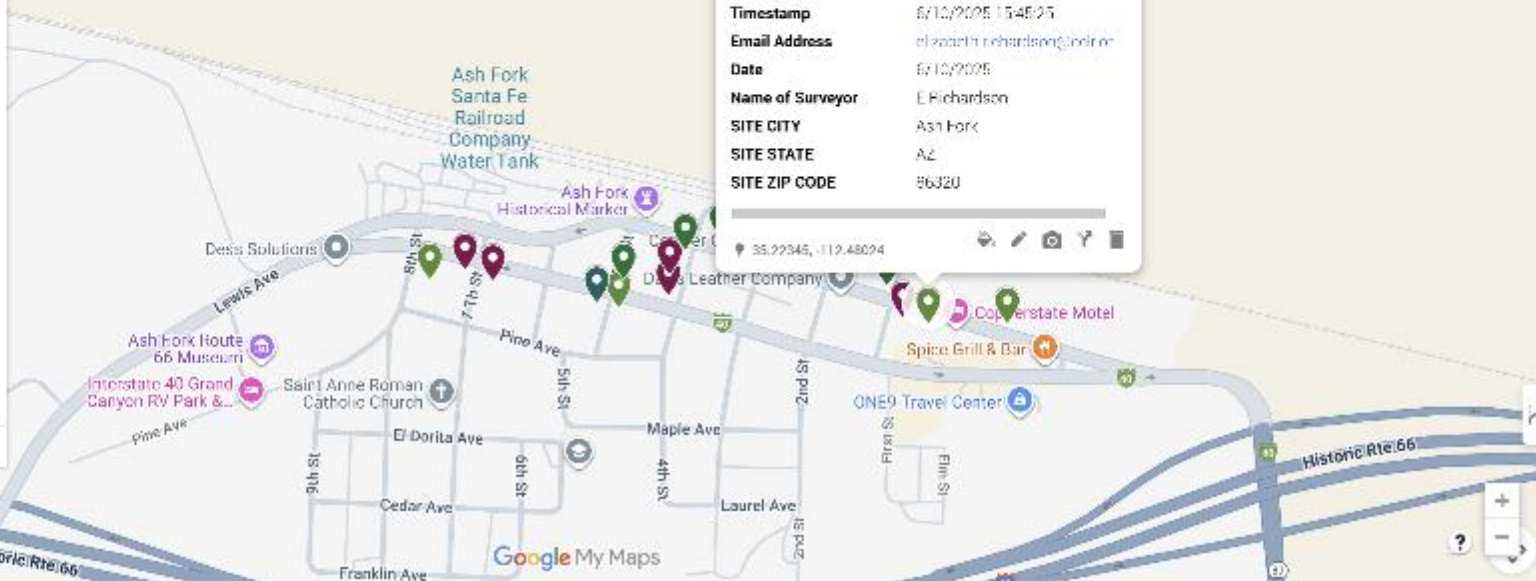 Timestamp 6/10/2025 15:45:25
Email Address
Date 6/10/2025
Name of Surveyor E Richardson
SITE CITY Ash Fork
SITE STATE AZ
SITE ZIP CODE 86320
35.22345, -112.48024
Ash Fork
Santa Fe
Railroad
Company
Water Tank
Ash Fork
Historical Marker
Dess Solutions
8th St
Leather Company
Lewis Ave
7 Th St
40
Copperstate Motel
Ash Fork Route
66 Museum
Pine Ave
Spice Grill & Bar
Interstate 40 Grand
Canyon RV Park &...
Saint Anne Roman
Catholic Church
5th St
2nd St
40
ONE9 Travel Center
Pine Ave
El Dorita Ave
Maple Ave
First St
9th St
6th St
4th St
Elm St
40
Historic Rte 66
Cedar Ave
Laurel Ave
2nd St
Google My Maps
oric Rte 66
Franklin Ave
+
−
?